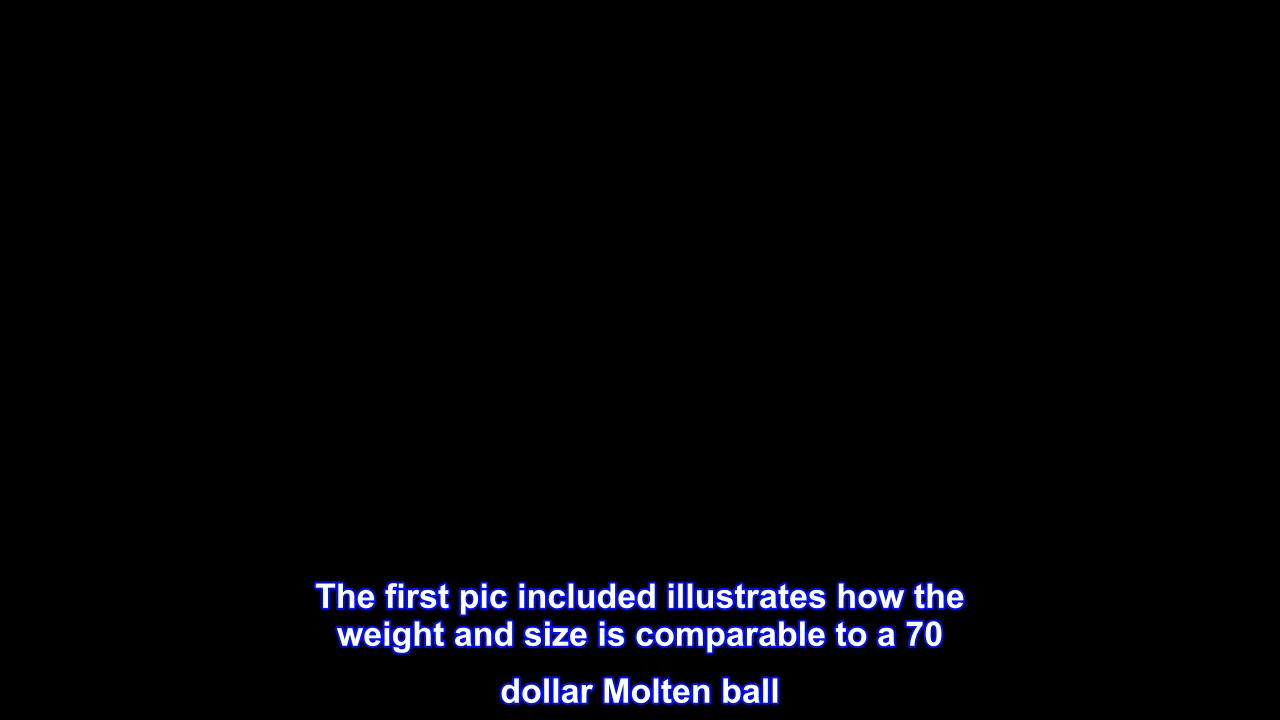 The first pic included illustrates how the
weight and size is comparable to a 70
dollar Molten ball